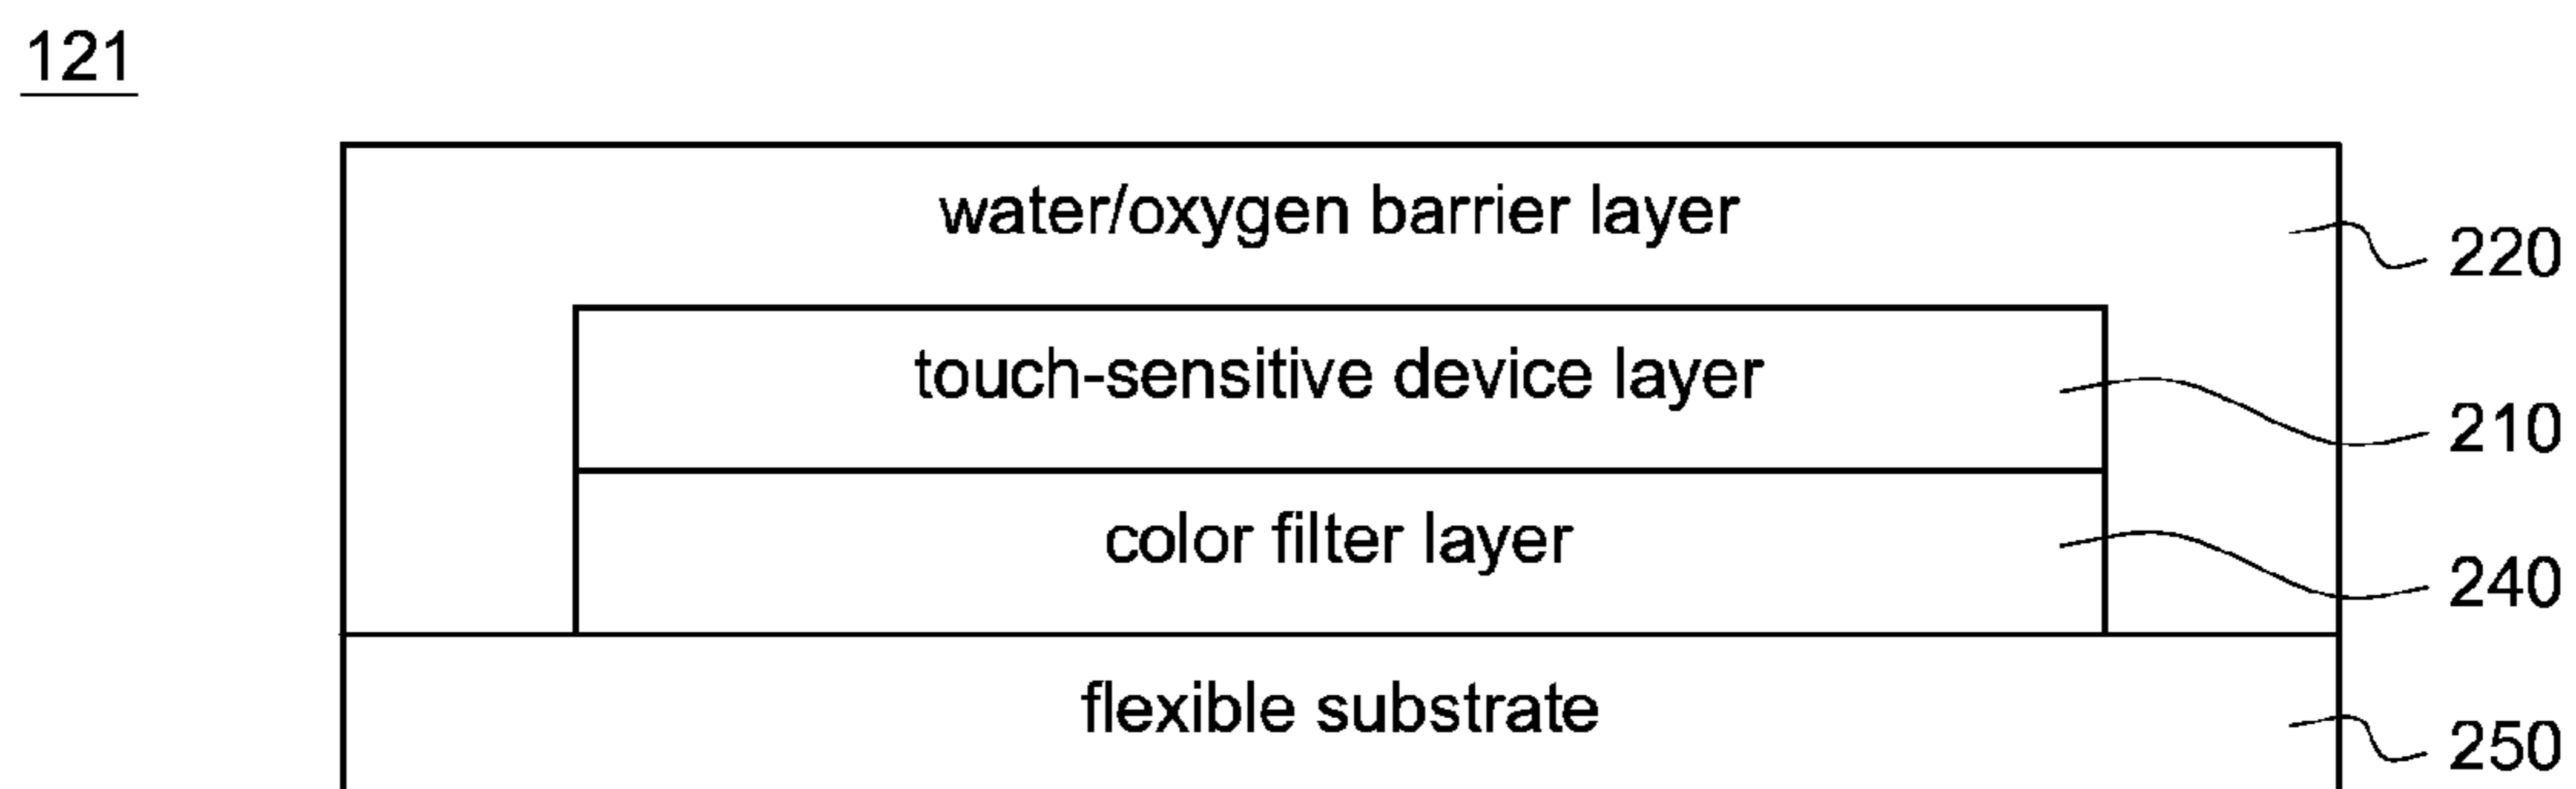 121
water/oxygen barrier layer
220
touch-sensitive device layer
210
color filter layer
240
flexible substrate
250